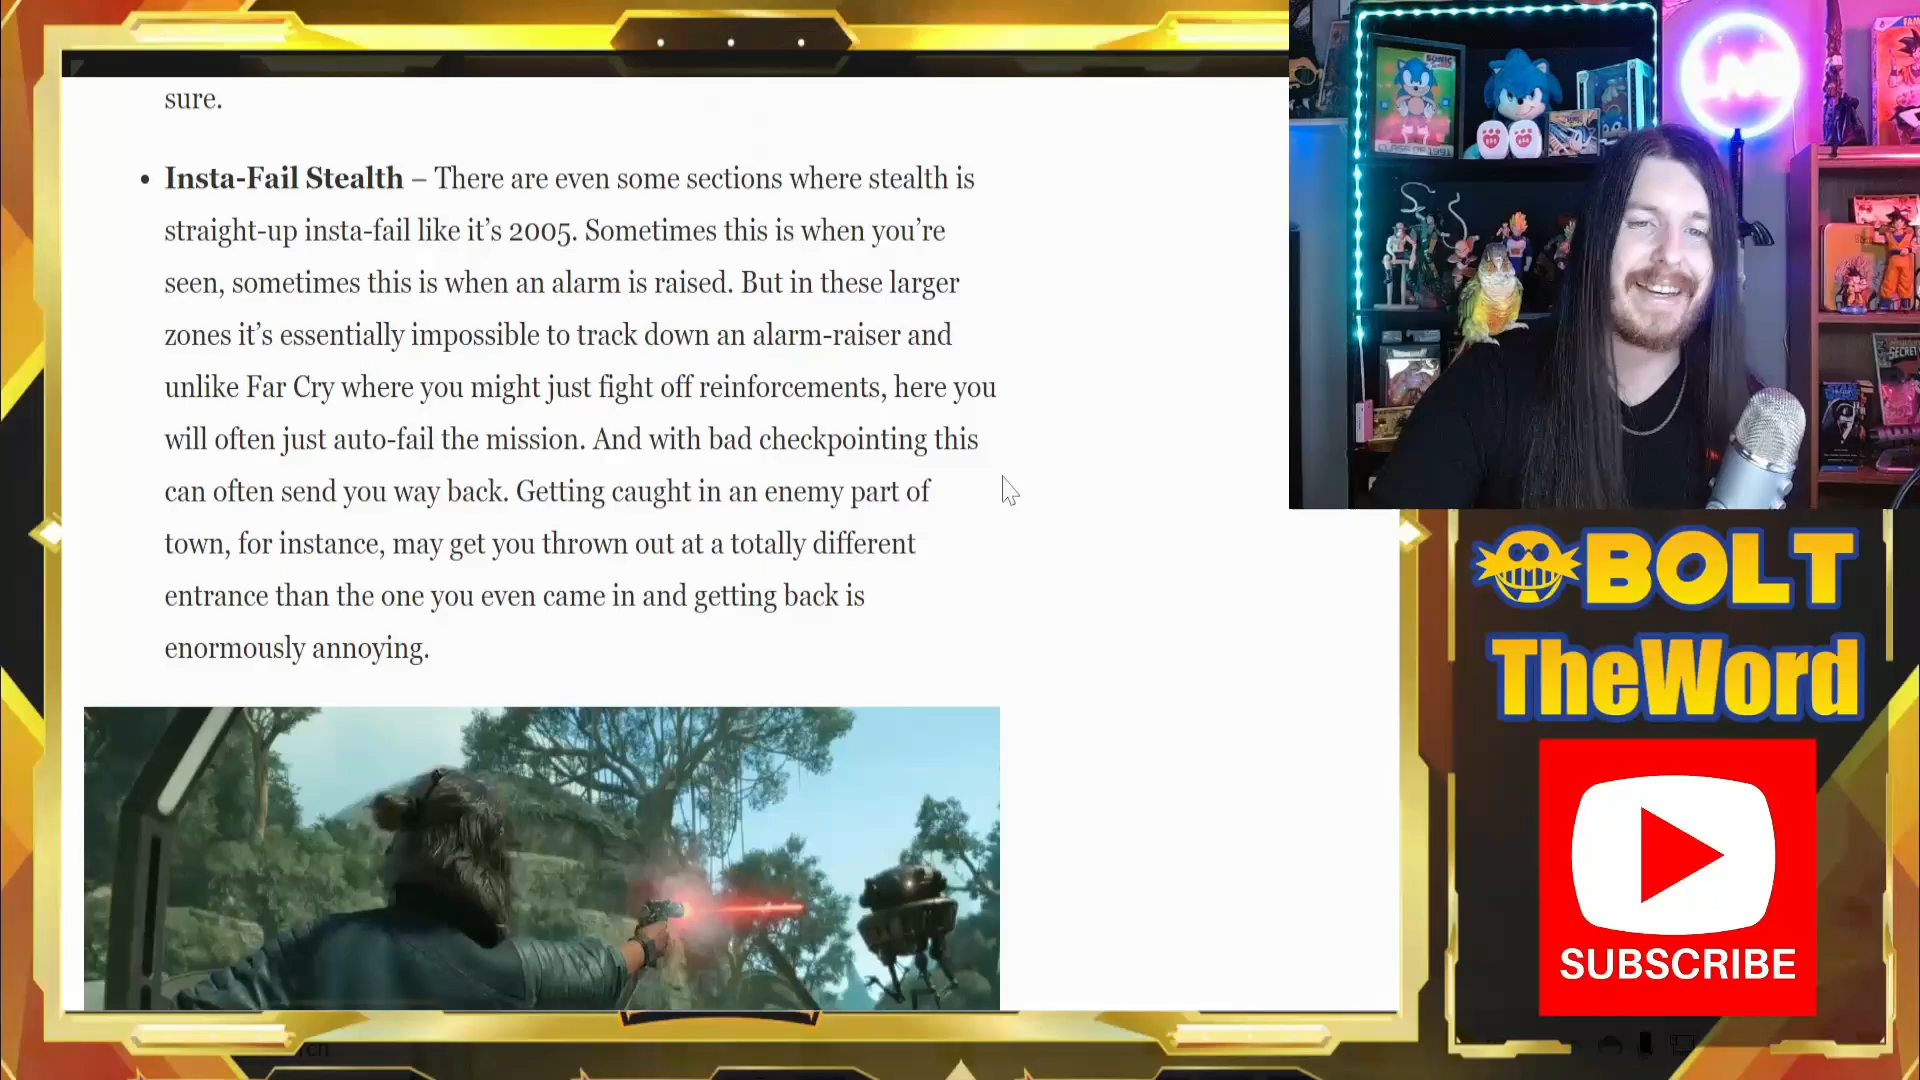 sure.
• Insta-Fail Stealth – There are even some sections where stealth is
straight-up insta-fail like it’s 2005. Sometimes this is when you’re
seen, sometimes this is when an alarm is raised. But in these larger
zones it’s essentially impossible to track down an alarm-raiser and
unlike Far Cry where you might just fight off reinforcements, here you
will often just auto-fail the mission. And with bad checkpointing this
can often send you way back. Getting caught in an enemy part of
town, for instance, may get you thrown out at a totally different
entrance than the one you even came in and getting back is
enormously annoying.
SONIC
CLASS OF 1991
LIVE
SECRET
BOLT
TheWord
SUBSCRIBE